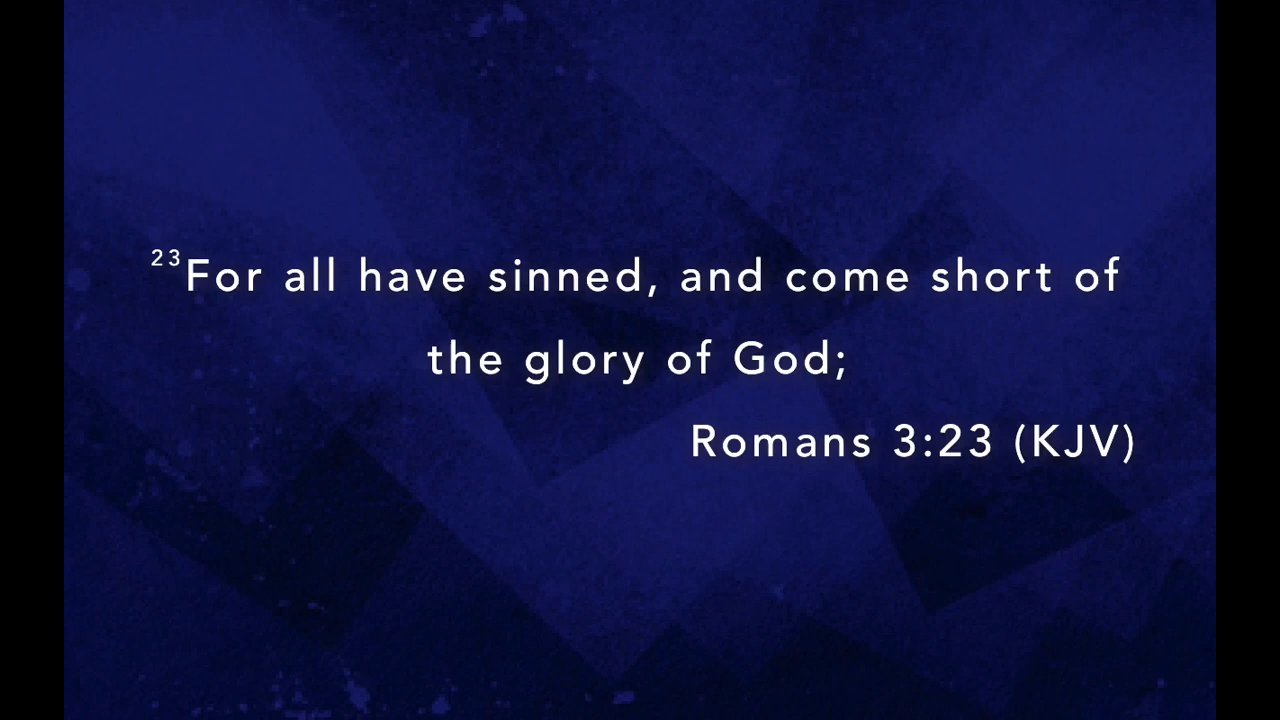 23For all have sinned, and come short of
the glory of God;
Romans 3:23 (KJV)